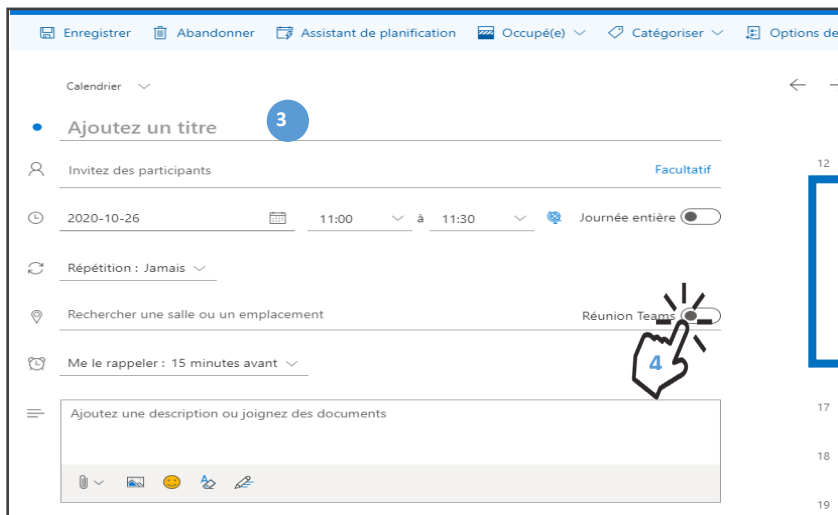 Enregistrer Abandonner Assistant de planification Occupé(e) Catégoriser Options de
Calendrier
Ajoutez un titre 3
Invitez des participants Facultatif
12
2020-10-26 11:00 à 11:30 Journée entière
Répétition : Jamais
Rechercher une salle ou un emplacement Réunion Teams
4
Me le rappeler : 15 minutes avant
Ajoutez une description ou joignez des documents
17
18
19